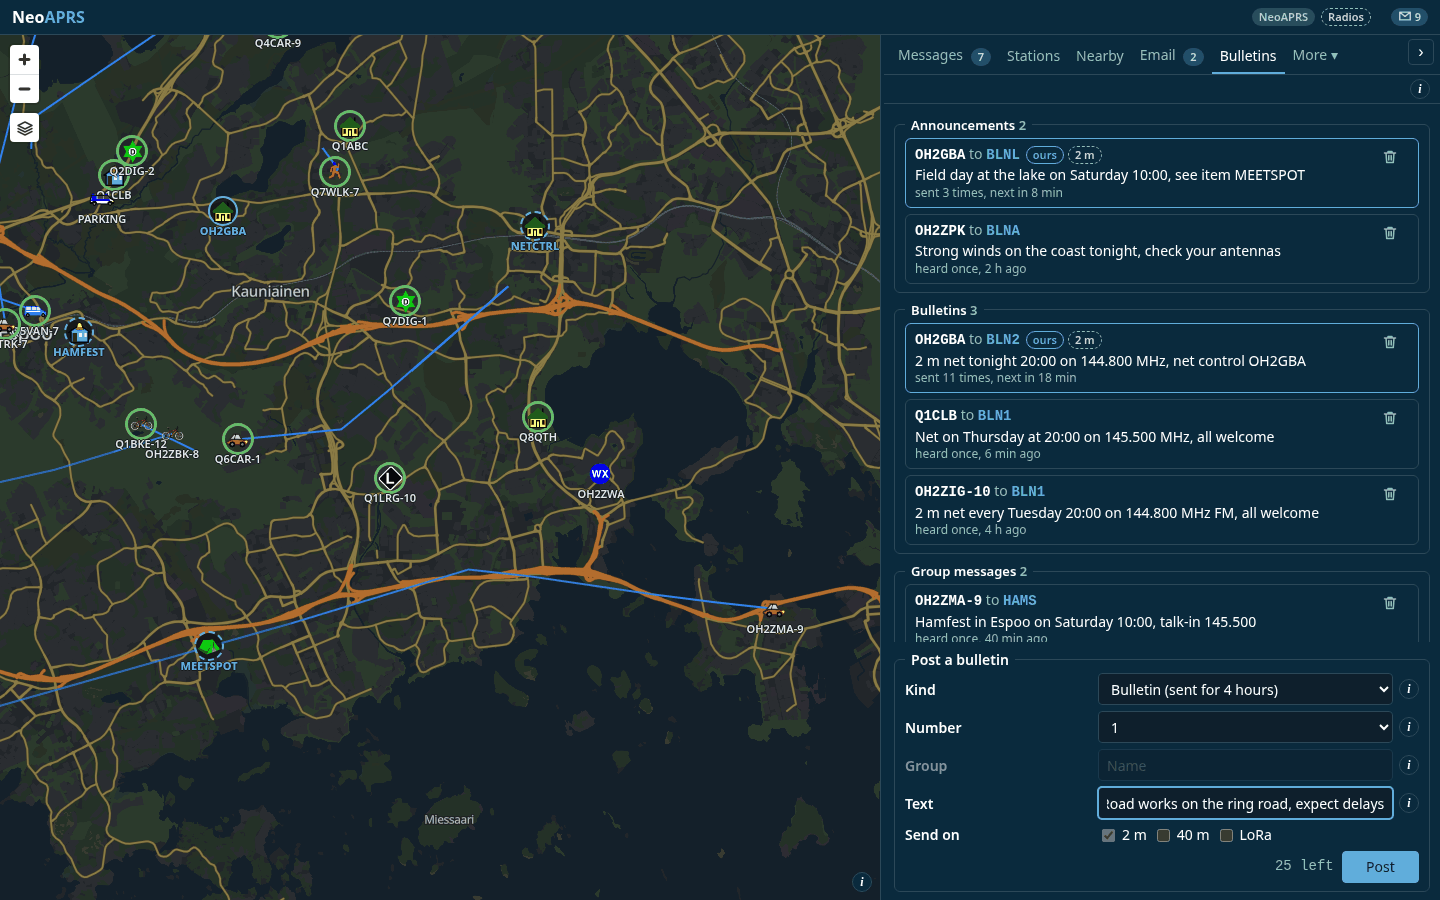 NeoAPRS
NeoAPRS
Radios
9
Messages 7
Stations
Nearby
Email 2
Bulletins
More ▾
›
i
+
−
Q4CAR-9
Q1ABC
Q2DIG-2
Q7WLK-7
PARKING
OH2GBA
NETCTRL
Kauniainen
Q7DIG-1
HAMFEST
Q1BKE-12
OH2ZBK-8
Q6CAR-1
Q8QTH
L
Q1LRG-10
WX
OH2ZWA
OH2ZMA-9
MEETSPOT
Miessaari
i
Announcements 2
OH2GBA to BLNL ours 2 m
Field day at the lake on Saturday 10:00, see item MEETSPOT
sent 3 times, next in 8 min
OH2ZPK to BLNA
Strong winds on the coast tonight, check your antennas
heard once, 2 h ago
Bulletins 3
OH2GBA to BLN2 ours 2 m
2 m net tonight 20:00 on 144.800 MHz, net control OH2GBA
sent 11 times, next in 18 min
Q1CLB to BLN1
Net on Thursday at 20:00 on 145.500 MHz, all welcome
heard once, 6 min ago
OH2ZIG-10 to BLN1
2 m net every Tuesday 20:00 on 144.800 MHz FM, all welcome
heard once, 4 h ago
Group messages 2
OH2ZMA-9 to HAMS
Hamfest in Espoo on Saturday 10:00, talk-in 145.500
heard once, 40 min ago
Post a bulletin
Kind
Bulletin (sent for 4 hours)
i
Number
1
i
Group
Name
i
Text
Road works on the ring road, expect delays
i
Send on
2 m
40 m
LoRa
25 left
Post